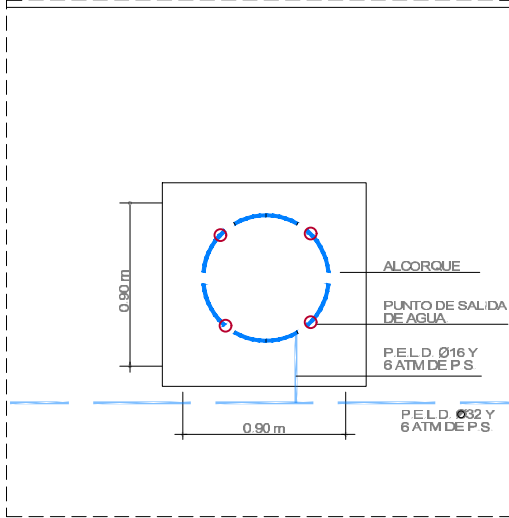 ALCORQUE
0.90 m
PUNTO DE SALIDA
DE AGUA
P.E.L.D. Ø16 Y
6 ATM DE P.S.
P.E.L.D. Ø32 Y
6 ATM DE P.S.
0.90 m